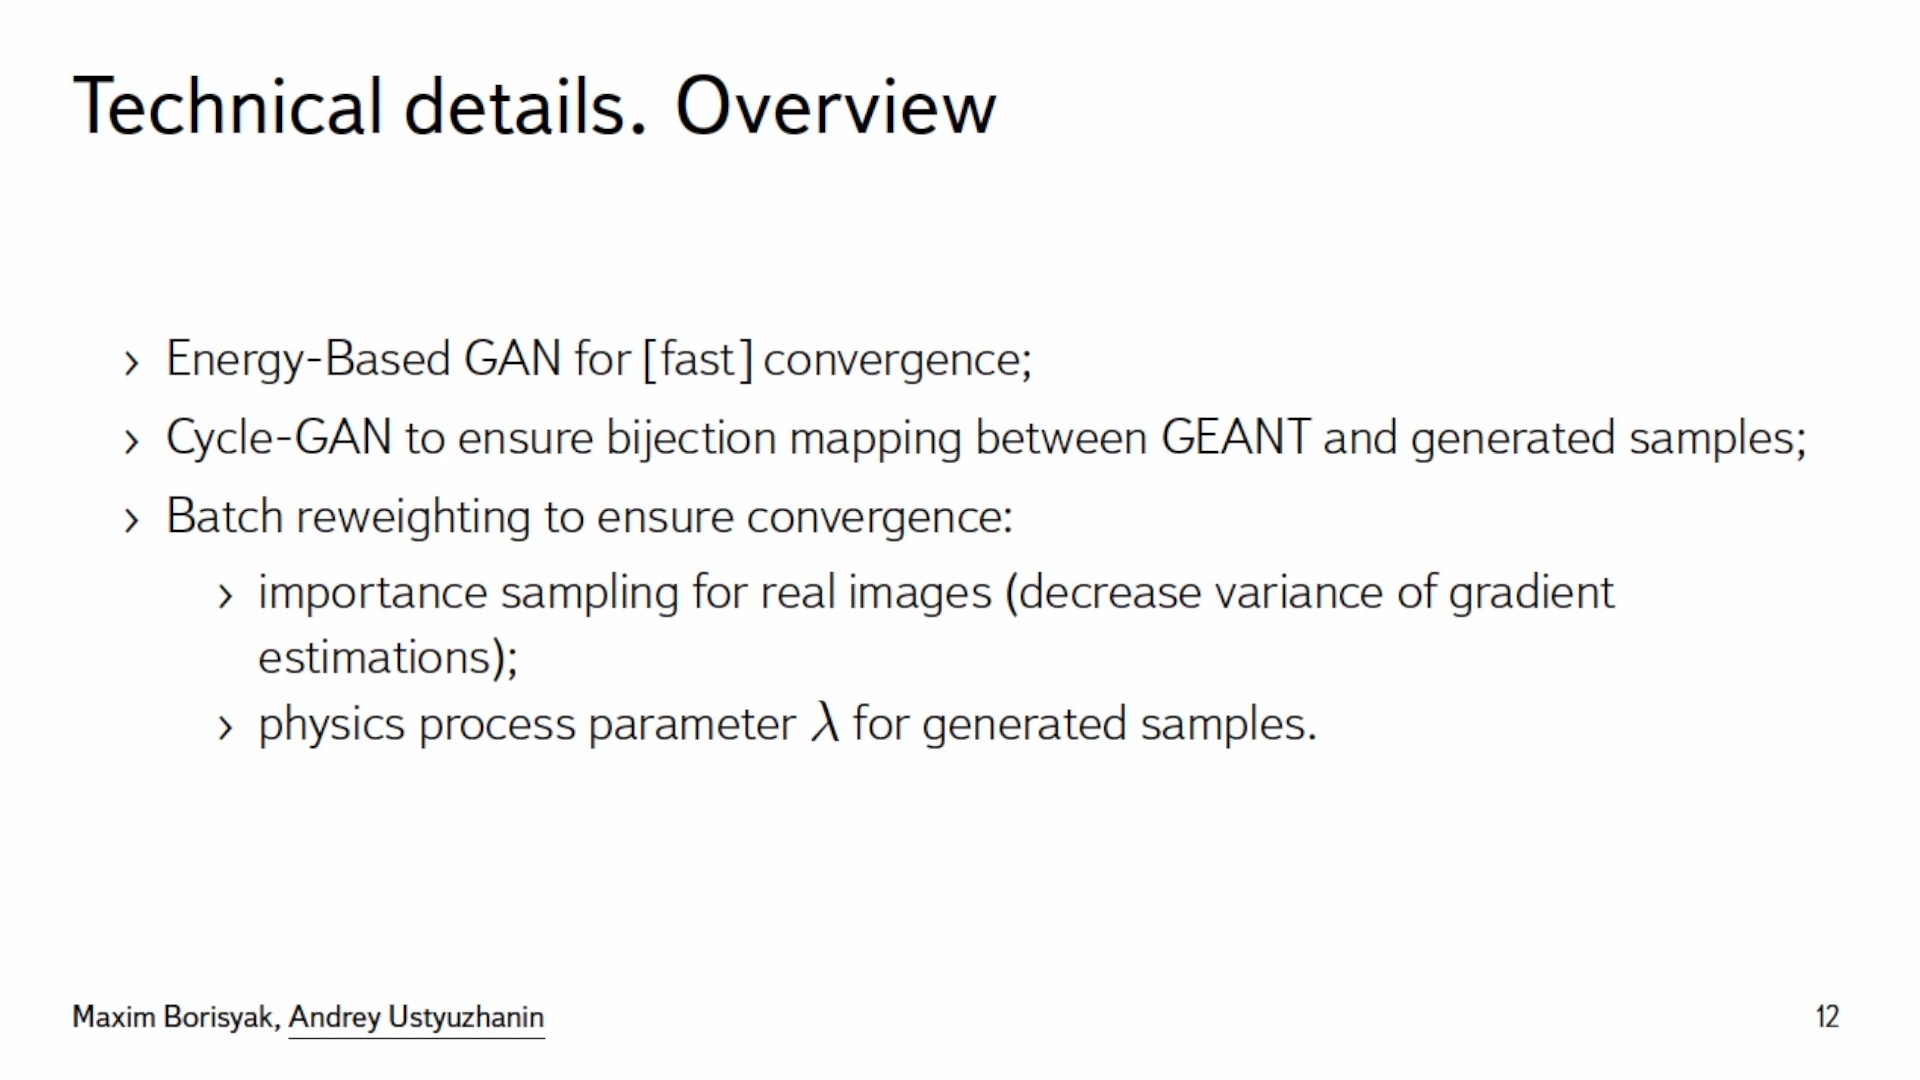 Technical details. Overview
› Energy-Based GAN for [fast] convergence;
› Cycle-GAN to ensure bijection mapping between GEANT and generated samples;
› Batch reweighting to ensure convergence:
› importance sampling for real images (decrease variance of gradient
estimations);
› physics process parameter λ for generated samples.
Maxim Borisyak, Andrey Ustyuzhanin
12